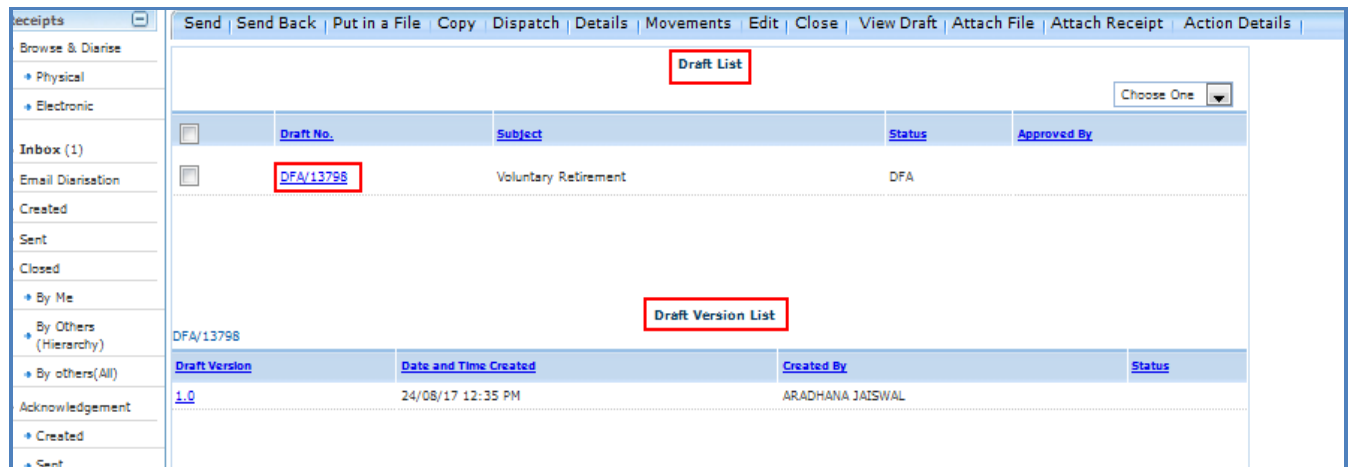 eceipts
Browse & Diarise
Physical
Electronic
Inbox (1)
Email Diarisation
Created
Sent
Closed
By Me
By Others
(Hierarchy)
By others(All)
Acknowledgement
Created
Sent
Send | Send Back | Put in a File | Copy | Dispatch | Details | Movements | Edit | Close | View Draft | Attach File | Attach Receipt | Action Details |
Draft List
Choose One
Draft No. Subject Status Approved By
DFA/13798 Voluntary Retirement DFA
Draft Version List
DFA/13798
Draft Version Date and Time Created Created By Status
1.0 24/08/17 12:35 PM ARADHANA JAISWAL